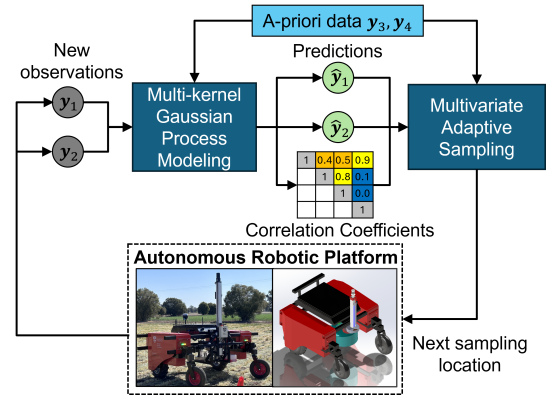 A-priori data y₃, y₄
New
observations
Predictions
y₁
y₂
Multi-kernel
Gaussian
Process
Modeling
ŷ₁
ŷ₂
Multivariate
Adaptive
Sampling
1 0.4 0.5 0.9
1 0.8 0.1
1 0.0
1
Correlation Coefficients
Autonomous Robotic Platform
Next sampling
location